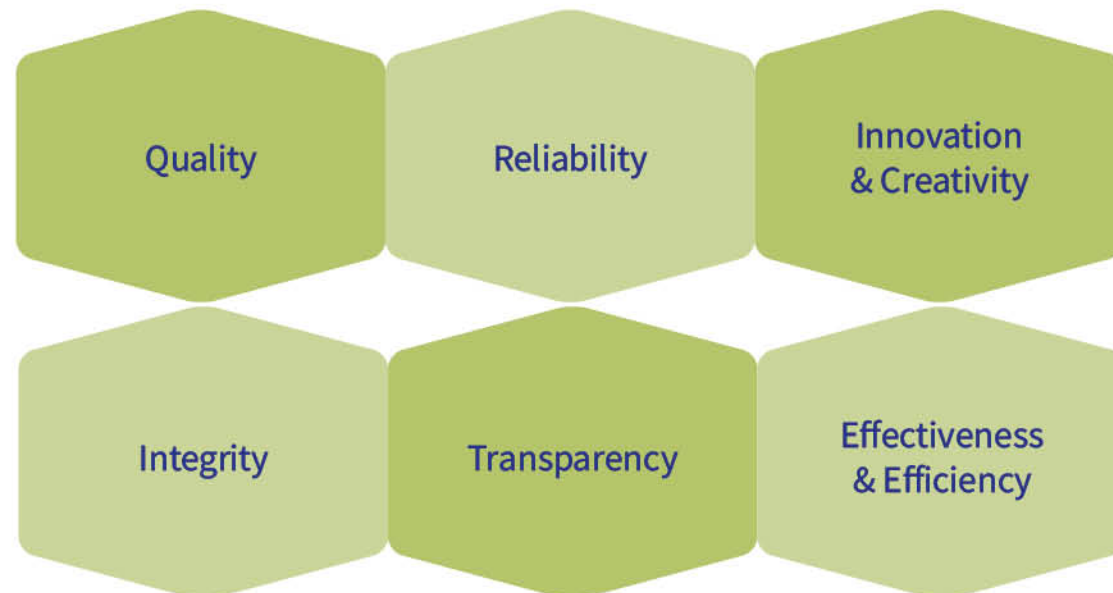 Quality
Reliability
Innovation
& Creativity
Integrity
Transparency
Effectiveness
& Efficiency